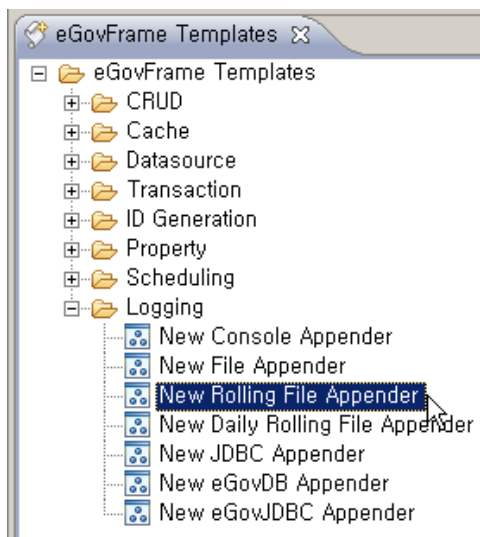 eGovFrame Templates
eGovFrame Templates
CRUD
Cache
Datasource
Transaction
ID Generation
Property
Scheduling
Logging
New Console Appender
New File Appender
New Rolling File Appender
New Daily Rolling File Appender
New JDBC Appender
New eGovDB Appender
New eGovJDBC Appender